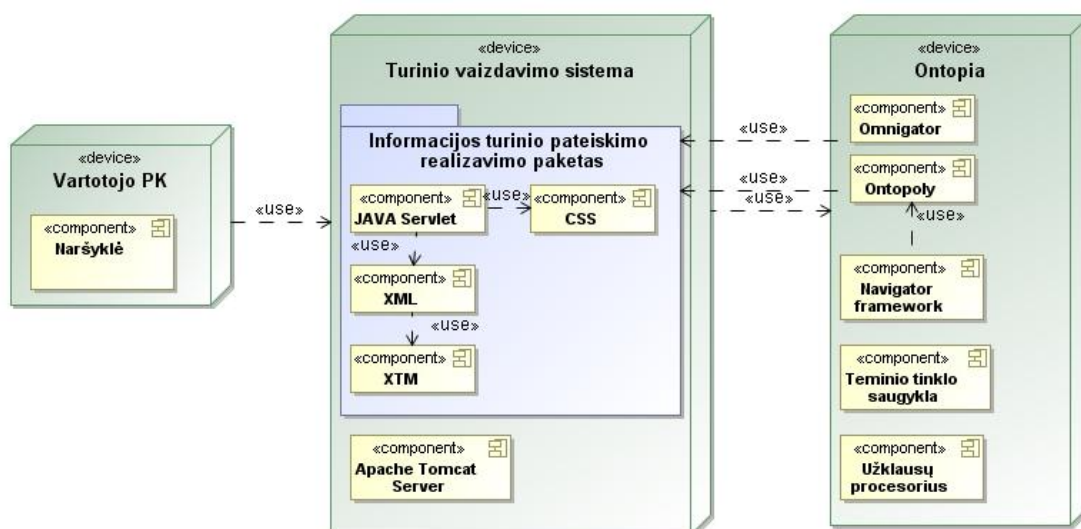 «device»
Vartotojo PK
«component»
Naršyklė
«use»
«device»
Turinio vaizdavimo sistema
Informacijos turinio pateiskimo
realizavimo paketas
«component»
JAVA Servlet
«use»
«component»
CSS
«use»
«component»
XML
«use»
«component»
XTM
«component»
Apache Tomcat
Server
«use»
«use»
«use»
«device»
Ontopia
«component»
Omnigator
«component»
Ontopoly
«use»
«component»
Navigator
framework
«component»
Teminio tinklo
saugykla
«component»
Užklausų
procesorius